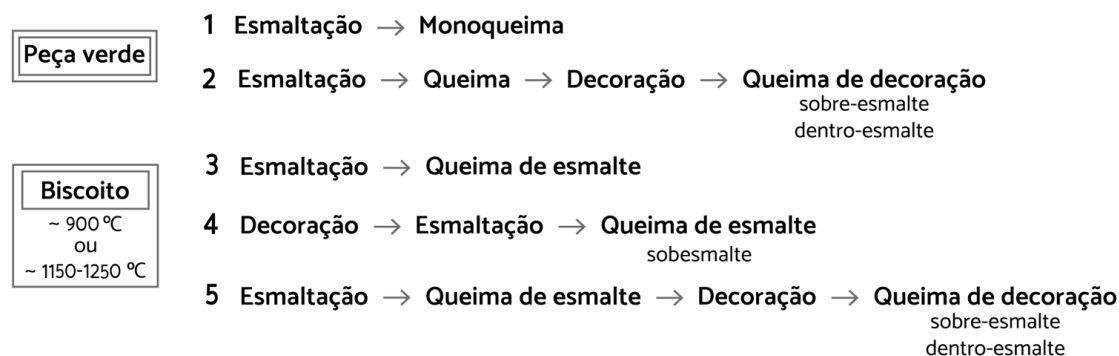 Peça verde
1 Esmaltação → Monoqueima
2 Esmaltação → Queima → Decoração → Queima de decoração
sobre-esmalte
dentro-esmalte
Biscoito
~ 900 ºC
ou
~ 1150-1250 ºC
3 Esmaltação → Queima de esmalte
4 Decoração → Esmaltação → Queima de esmalte
sobesmalte
5 Esmaltação → Queima de esmalte → Decoração → Queima de decoração
sobre-esmalte
dentro-esmalte